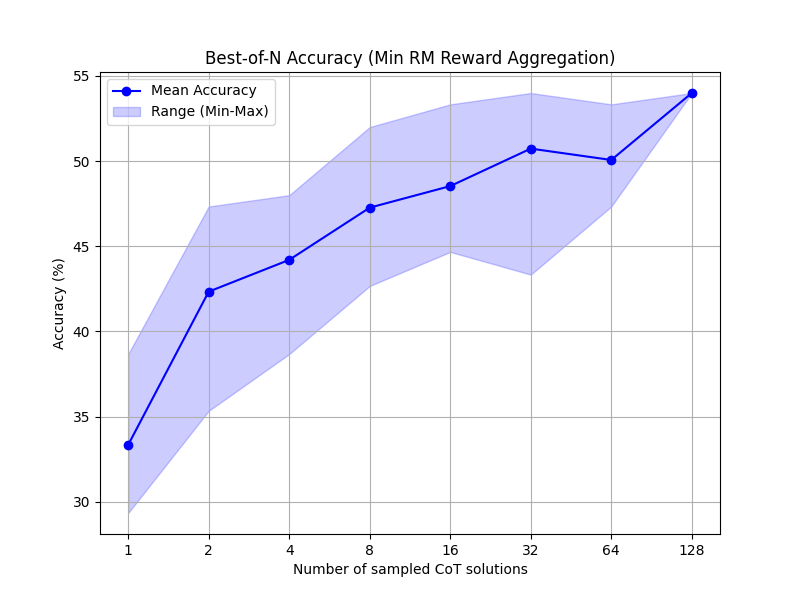 Best-of-N Accuracy (Min RM Reward Aggregation)
Mean Accuracy
Range (Min-Max)
Accuracy (%)
55
50
45
40
35
30
1 2 4 8 16 32 64 128
Number of sampled CoT solutions